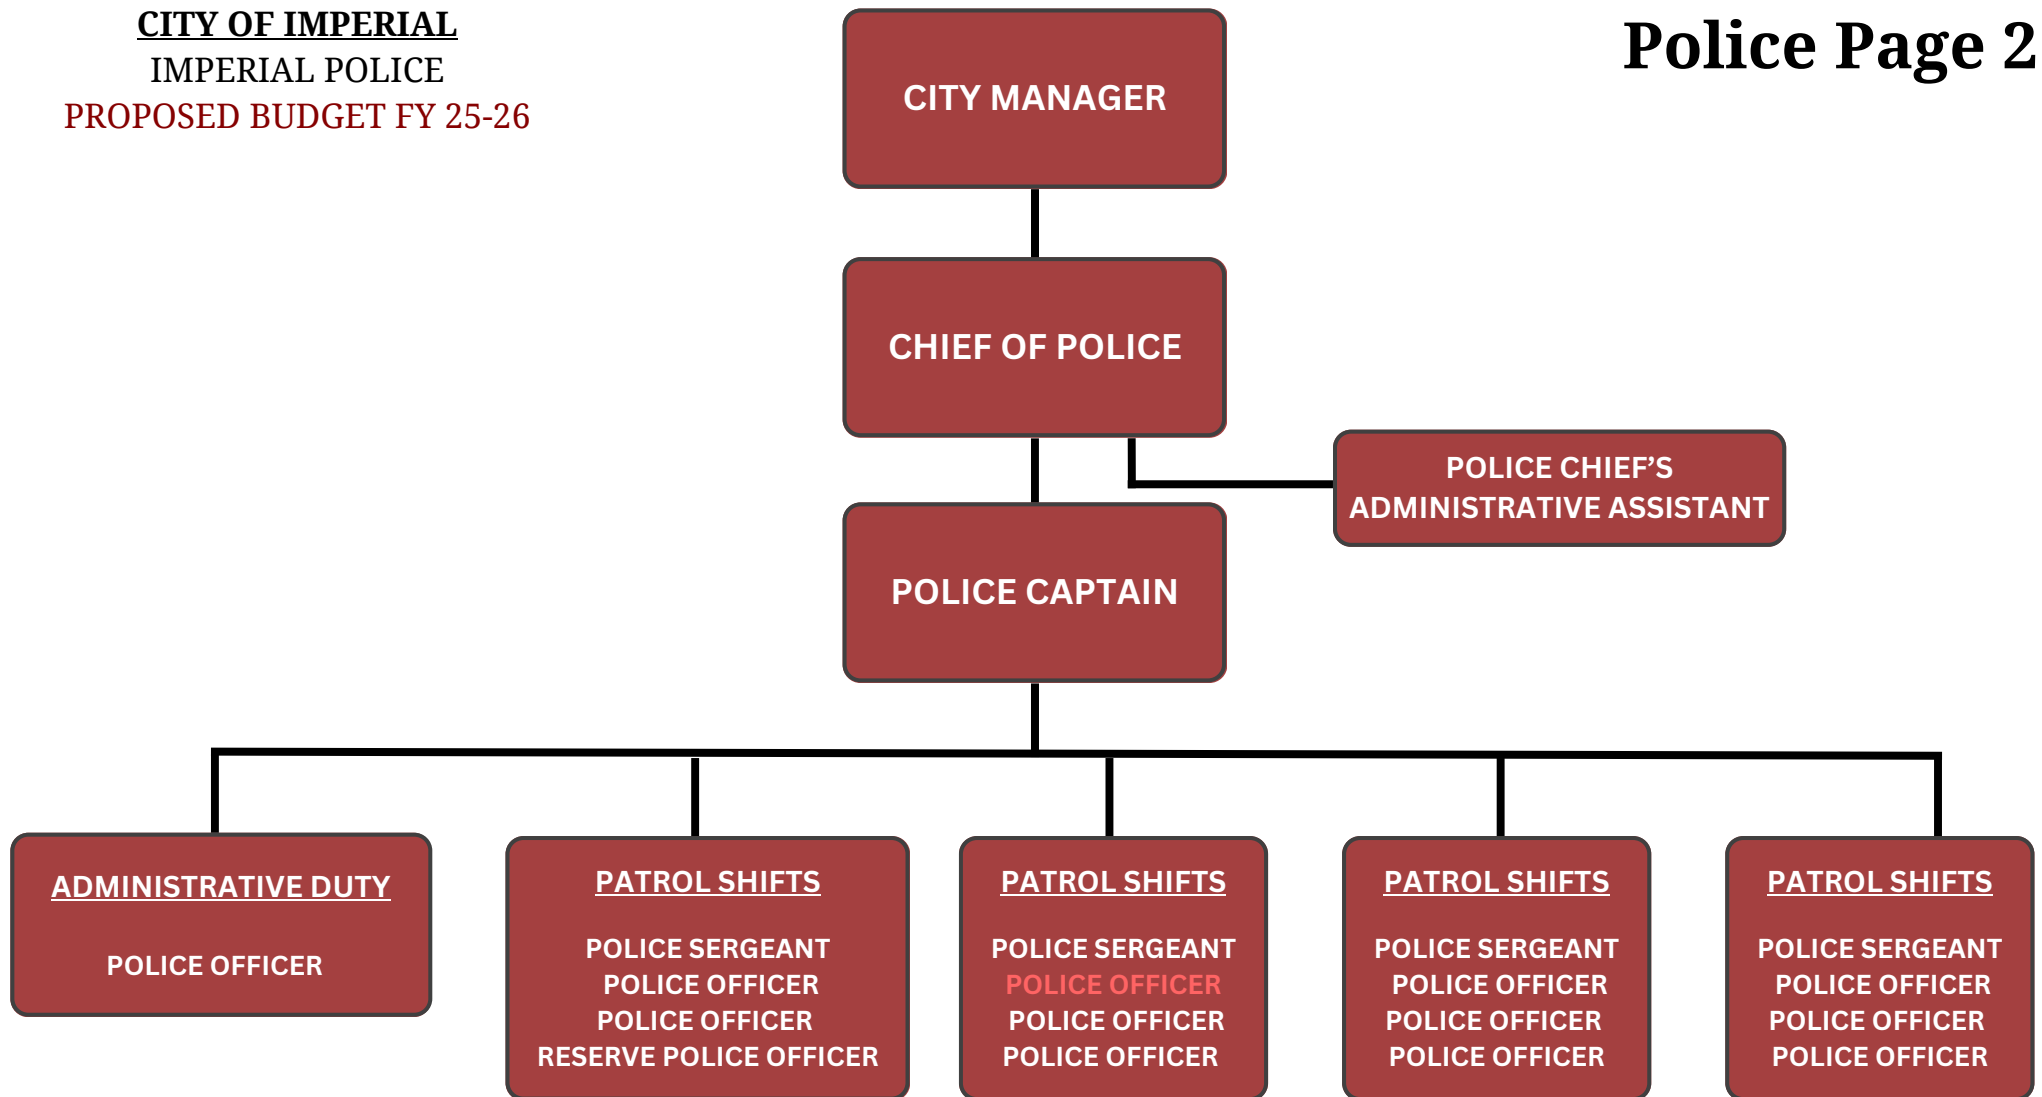 CITY OF IMPERIAL
IMPERIAL POLICE
PROPOSED BUDGET FY 25-26
Police Page 2
CITY MANAGER
CHIEF OF POLICE
POLICE CHIEF’S
ADMINISTRATIVE ASSISTANT
POLICE CAPTAIN
ADMINISTRATIVE DUTY
POLICE OFFICER
PATROL SHIFTS
POLICE SERGEANT
POLICE OFFICER
POLICE OFFICER
RESERVE POLICE OFFICER
PATROL SHIFTS
POLICE SERGEANT
POLICE OFFICER
POLICE OFFICER
POLICE OFFICER
PATROL SHIFTS
POLICE SERGEANT
POLICE OFFICER
POLICE OFFICER
POLICE OFFICER
PATROL SHIFTS
POLICE SERGEANT
POLICE OFFICER
POLICE OFFICER
POLICE OFFICER